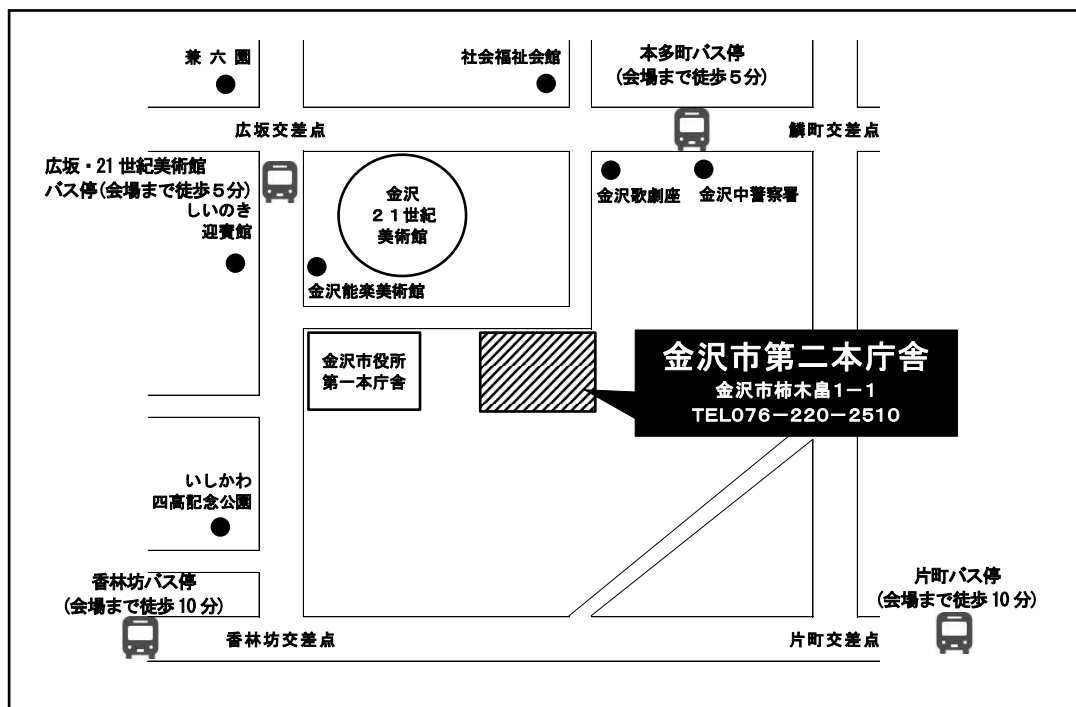 兼六園
社会福祉会館
本多町バス停
(会場まで徒歩5分)
広坂交差点
鱗町交差点
広坂・21世紀美術館
バス停(会場まで徒歩5分)
しいのき
迎賓館
金沢
21世紀
美術館
金沢歌劇座
金沢中警察署
金沢能楽美術館
金沢市役所
第一本庁舎
金沢市第二本庁舎
金沢市柿木畠1-1
TEL076-220-2510
いしかわ
四高記念公園
香林坊バス停
(会場まで徒歩10分)
片町バス停
(会場まで徒歩10分)
香林坊交差点
片町交差点